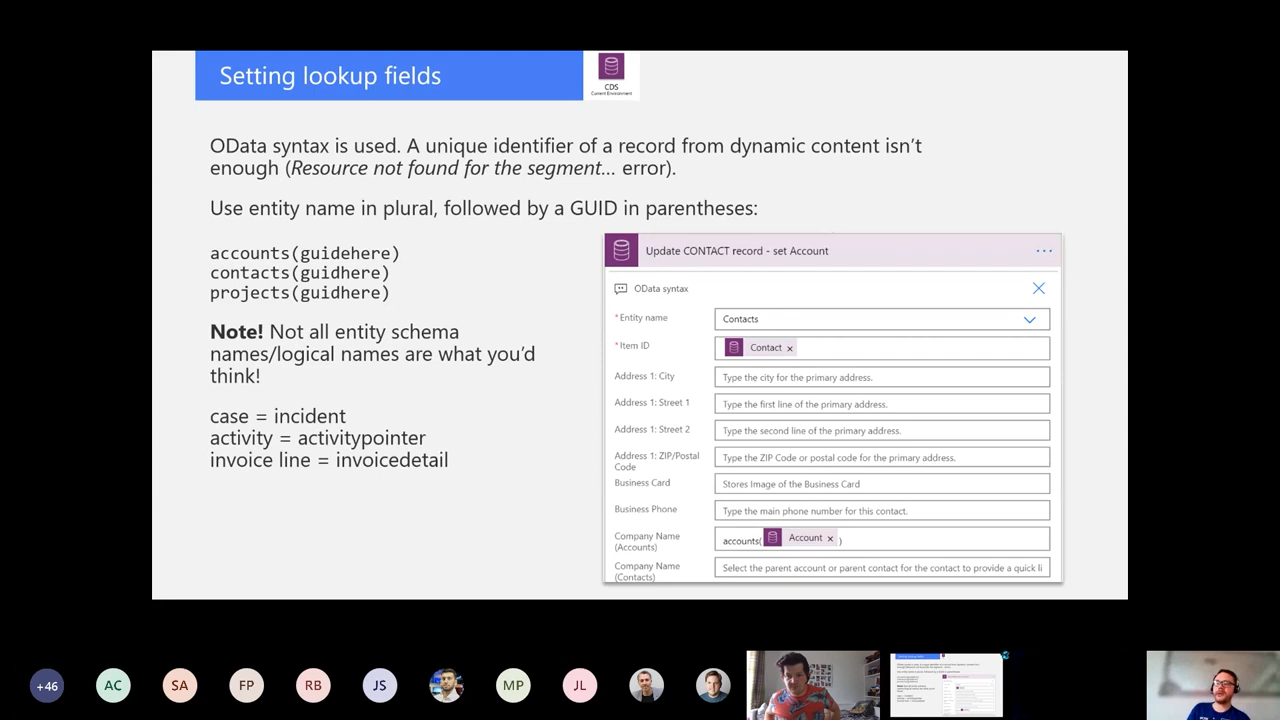 Setting lookup fields
CDS
Current Environment
OData syntax is used. A unique identifier of a record from dynamic content isn't
enough (Resource not found for the segment... error).
Use entity name in plural, followed by a GUID in parentheses:
accounts(guidehere)
contacts(guidhere)
projects(guidhere)
Note! Not all entity schema
names/logical names are what you'd
think!
case = incident
activity = activitypointer
invoice line = invoicedetail
Update CONTACT record - set Account
OData syntax
* Entity name
Contacts
* Item ID
Contact x
Address 1: City
Type the city for the primary address.
Address 1: Street 1
Type the first line of the primary address.
Address 1: Street 2
Type the second line of the primary address.
Address 1: ZIP/Postal
Code
Type the ZIP Code or postal code for the primary address.
Business Card
Stores Image of the Business Card
Business Phone
Type the main phone number for this contact.
Company Name
(Accounts)
accounts( Account x )
Company Name
(Contacts)
Select the parent account or parent contact for the contact to provide a quick li
+46
AC
SA
RB
JS
MP
JL